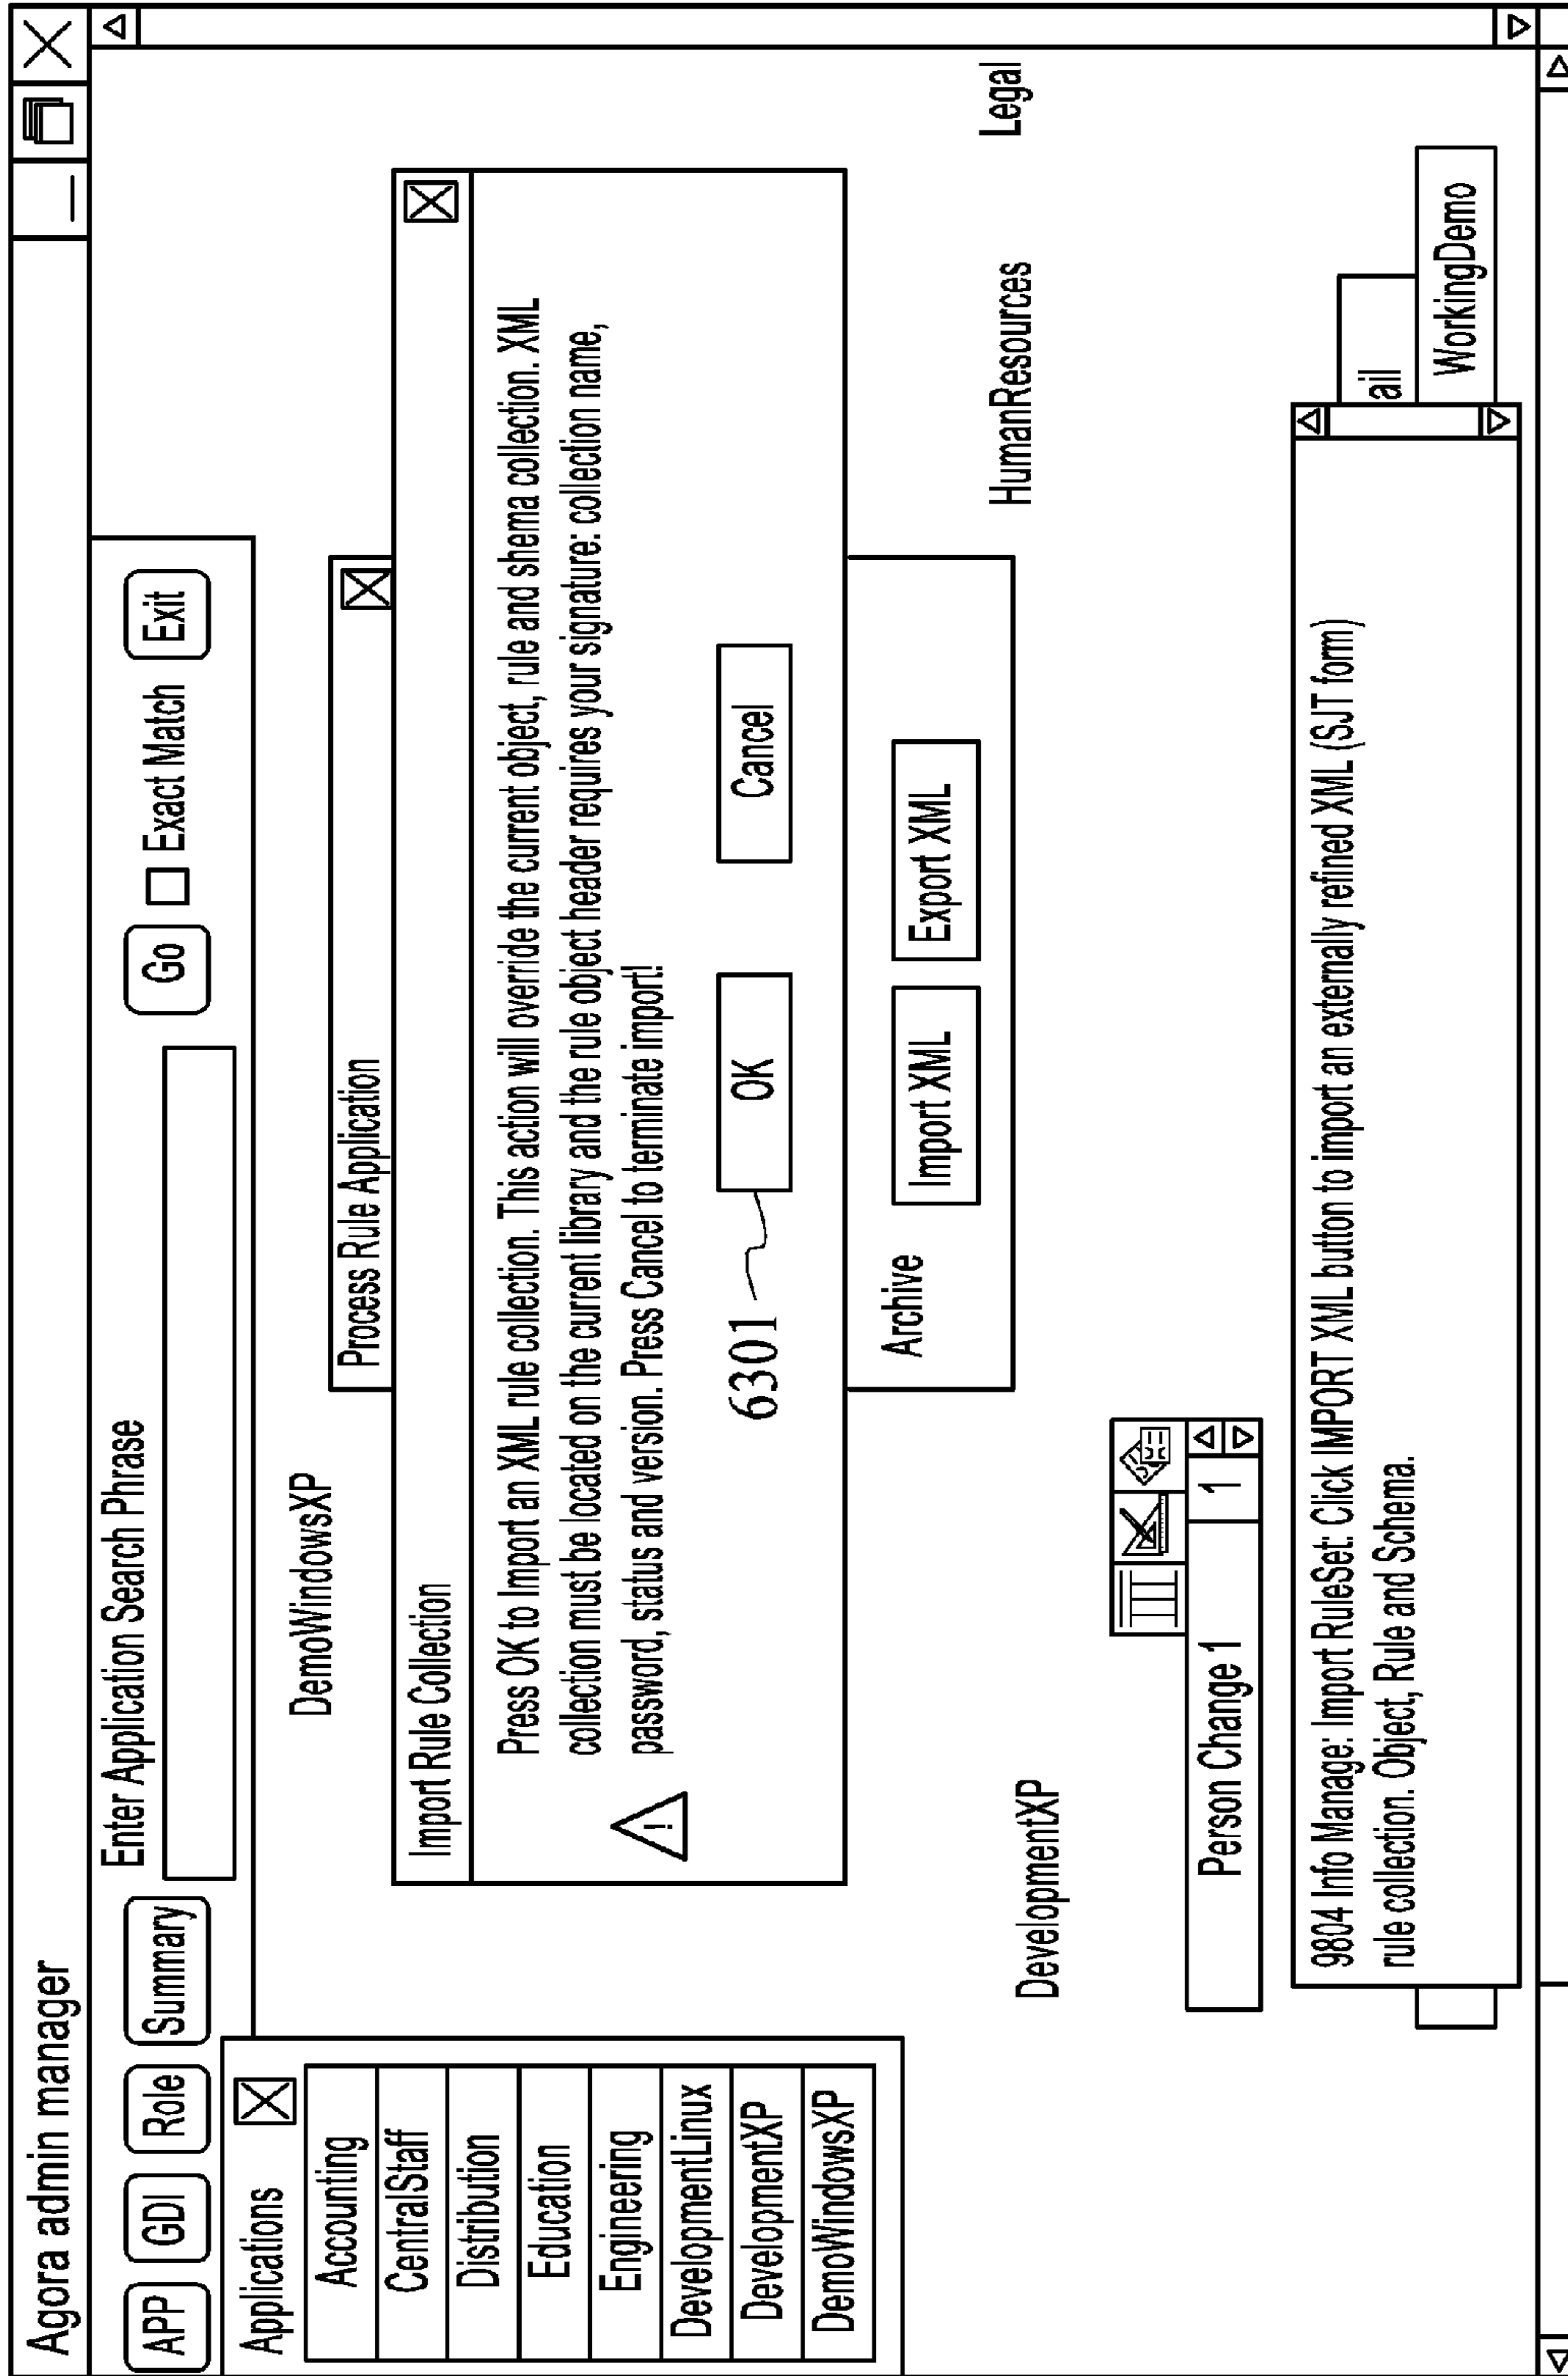 Agora admin manager
APP
GDI
Role
Summary
Enter Application Search Phrase
Go
Exact Match
Exit
Applications
Accounting
CentralStaff
Distribution
Education
Engineering
DevelopmentLinux
DevelopmentXP
DemoWindowsXP
DemoWindowsXP
Process Rule Application
Import Rule Collection
Press OK to Import an XML rule collection. This action will override the current object, rule and shema collection. XML
collection must be located on the current library and the rule object header requires your signature: collection name,
password, status and version. Press Cancel to terminate import!
6301
OK
Cancel
Archive
Import XML
Export XML
DevelopmentXP
HumanResources
Legal
Person Change 1
1
ail
WorkingDemo
9804 Info Manage: Import RuleSet: Click IMPORT XML button to import an externally refined XML (SJT form)
rule collection. Object, Rule and Schema.